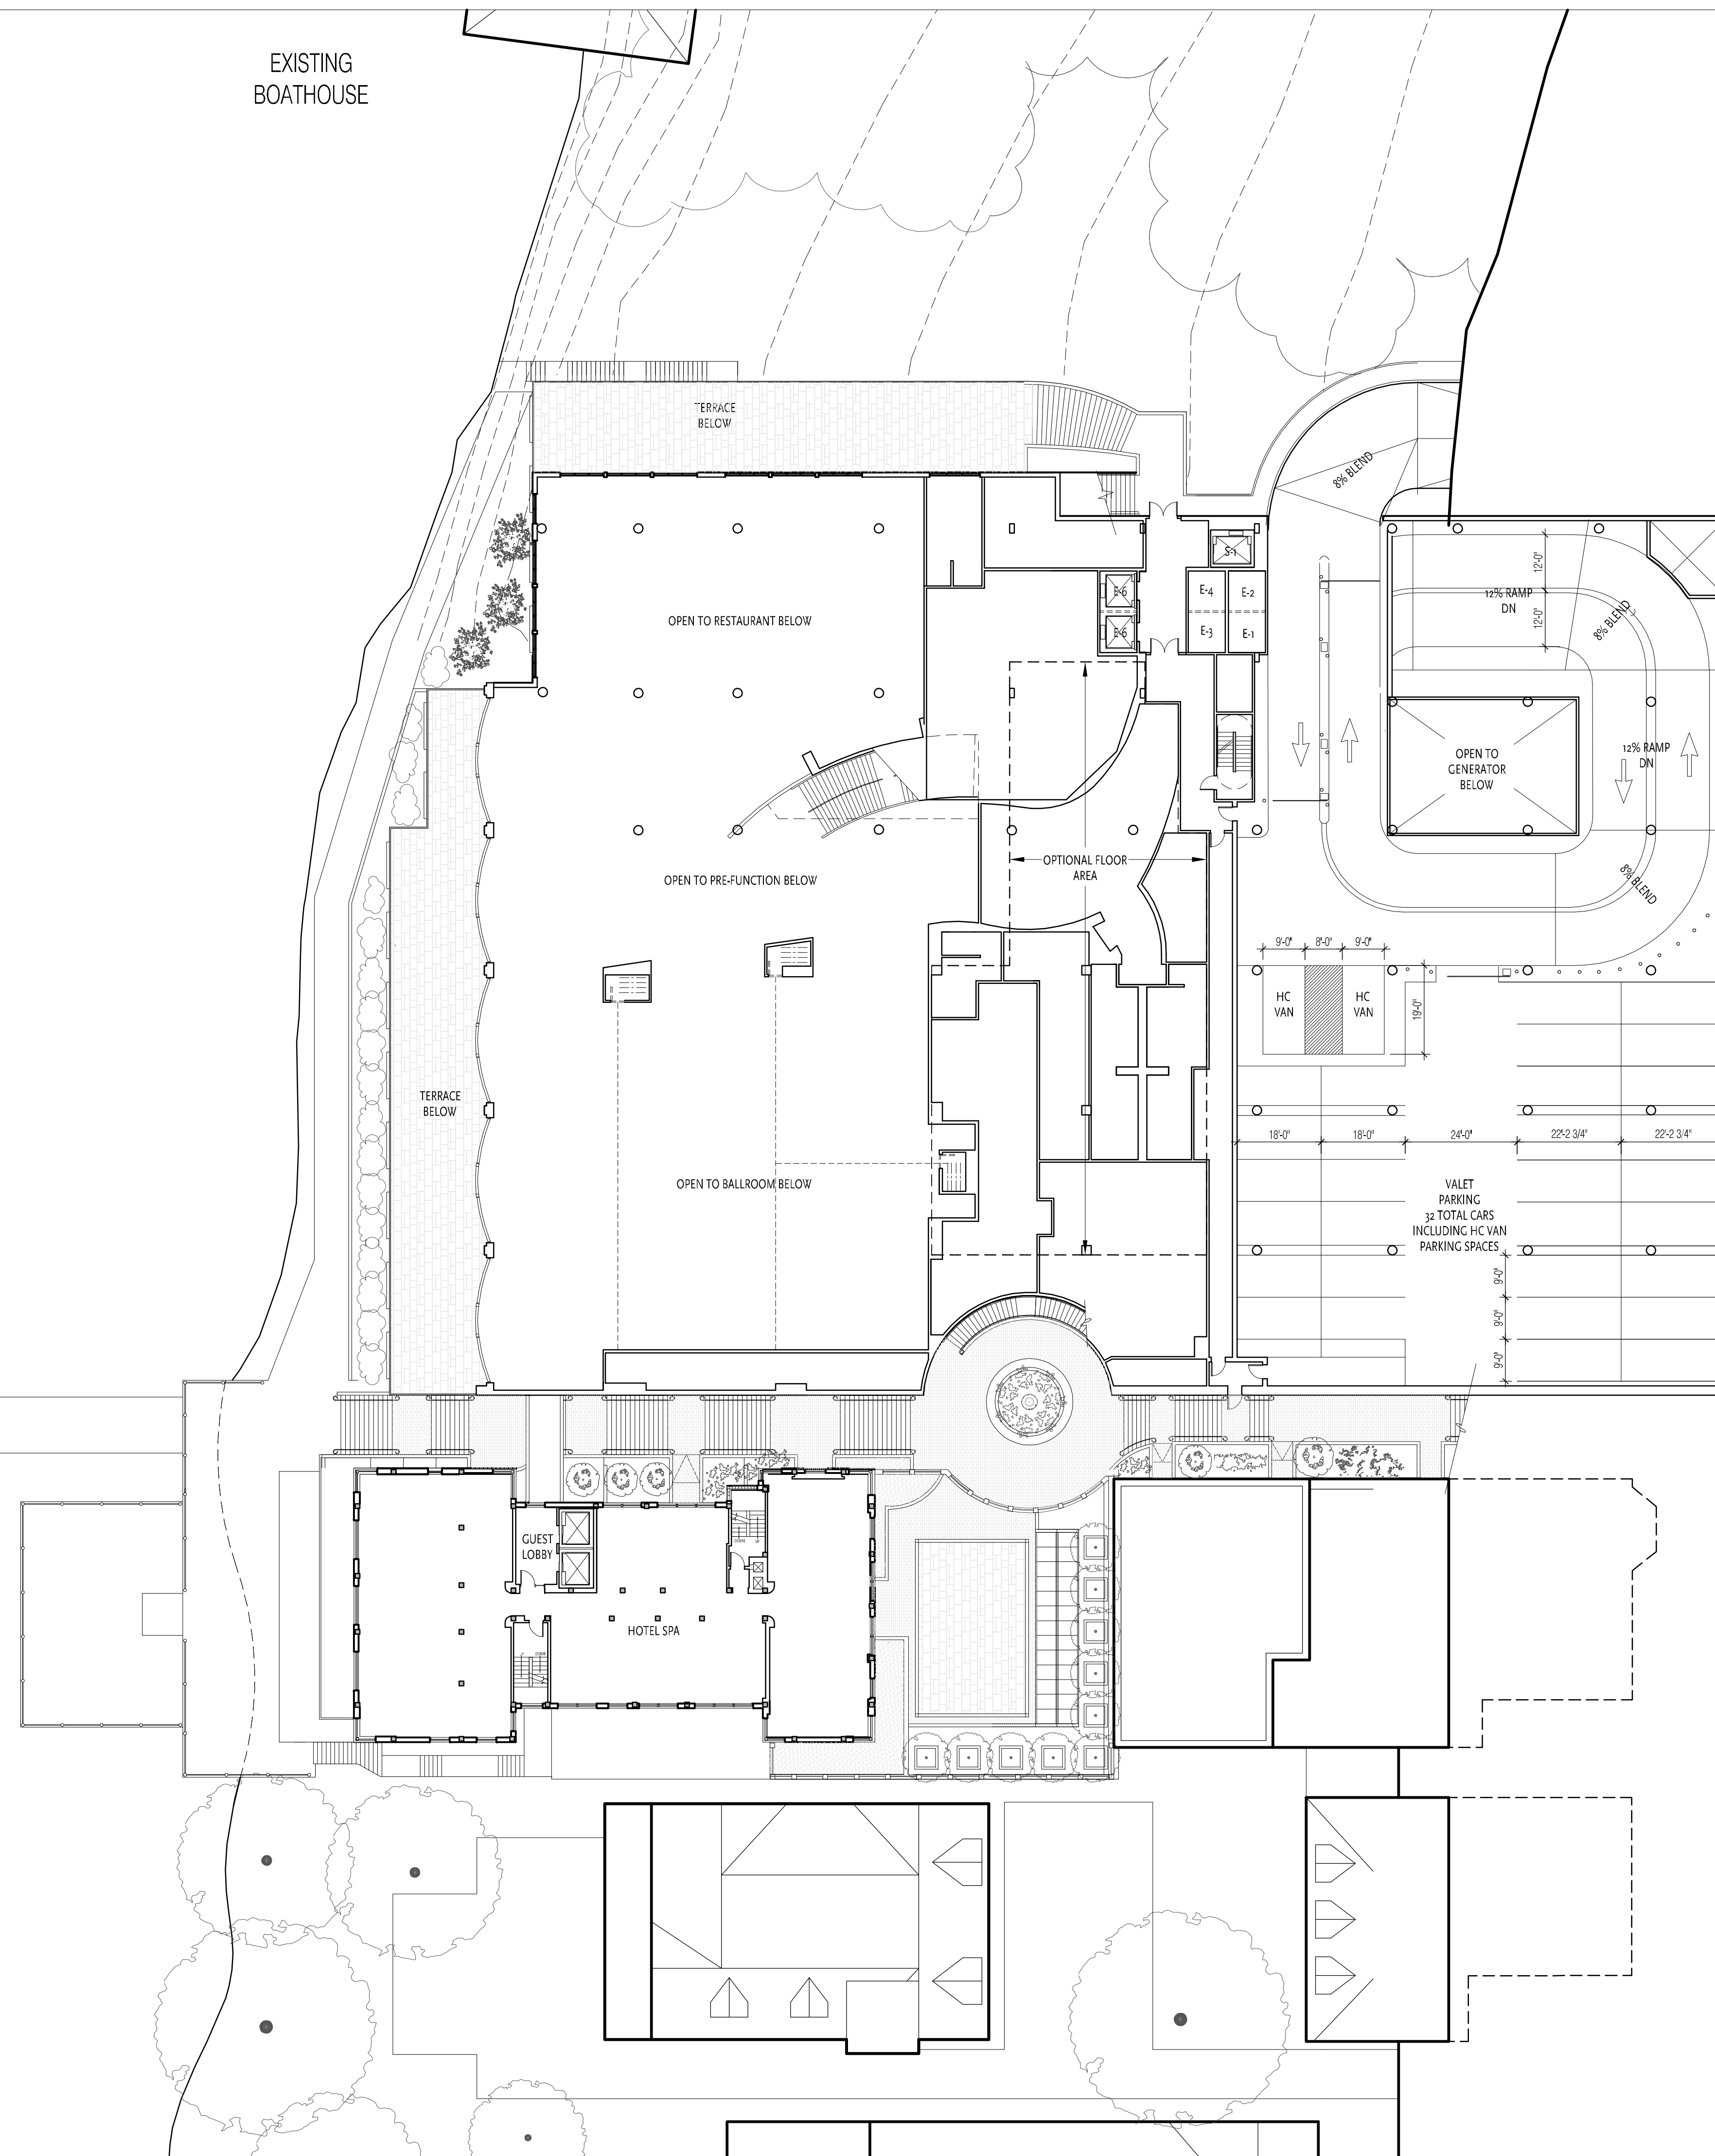 EXISTING
BOATHOUSE
TERRACE
BELOW
8% BLEND
S-1
12'-0"
12% RAMP
DN
12'-0"
8% BLEND
E-6
E-4
E-2
E-6
E-3
E-1
OPEN TO RESTAURANT BELOW
OPEN TO
GENERATOR
BELOW
12% RAMP
DN
OPTIONAL FLOOR
AREA
OPEN TO PRE-FUNCTION BELOW
8% BLEND
9'-0"
8'-0"
9'-0"
HC
VAN
HC
VAN
19'-0"
TERRACE
BELOW
18'-0"
18'-0"
24'-0"
22'-2 3/4"
22'-2 3/4"
OPEN TO BALLROOM BELOW
VALET
PARKING
32 TOTAL CARS
INCLUDING HC VAN
PARKING SPACES
9'-0"
9'-0"
9'-0"
GUEST
LOBBY
DOWN
UP
HOTEL SPA
UP
DOWN